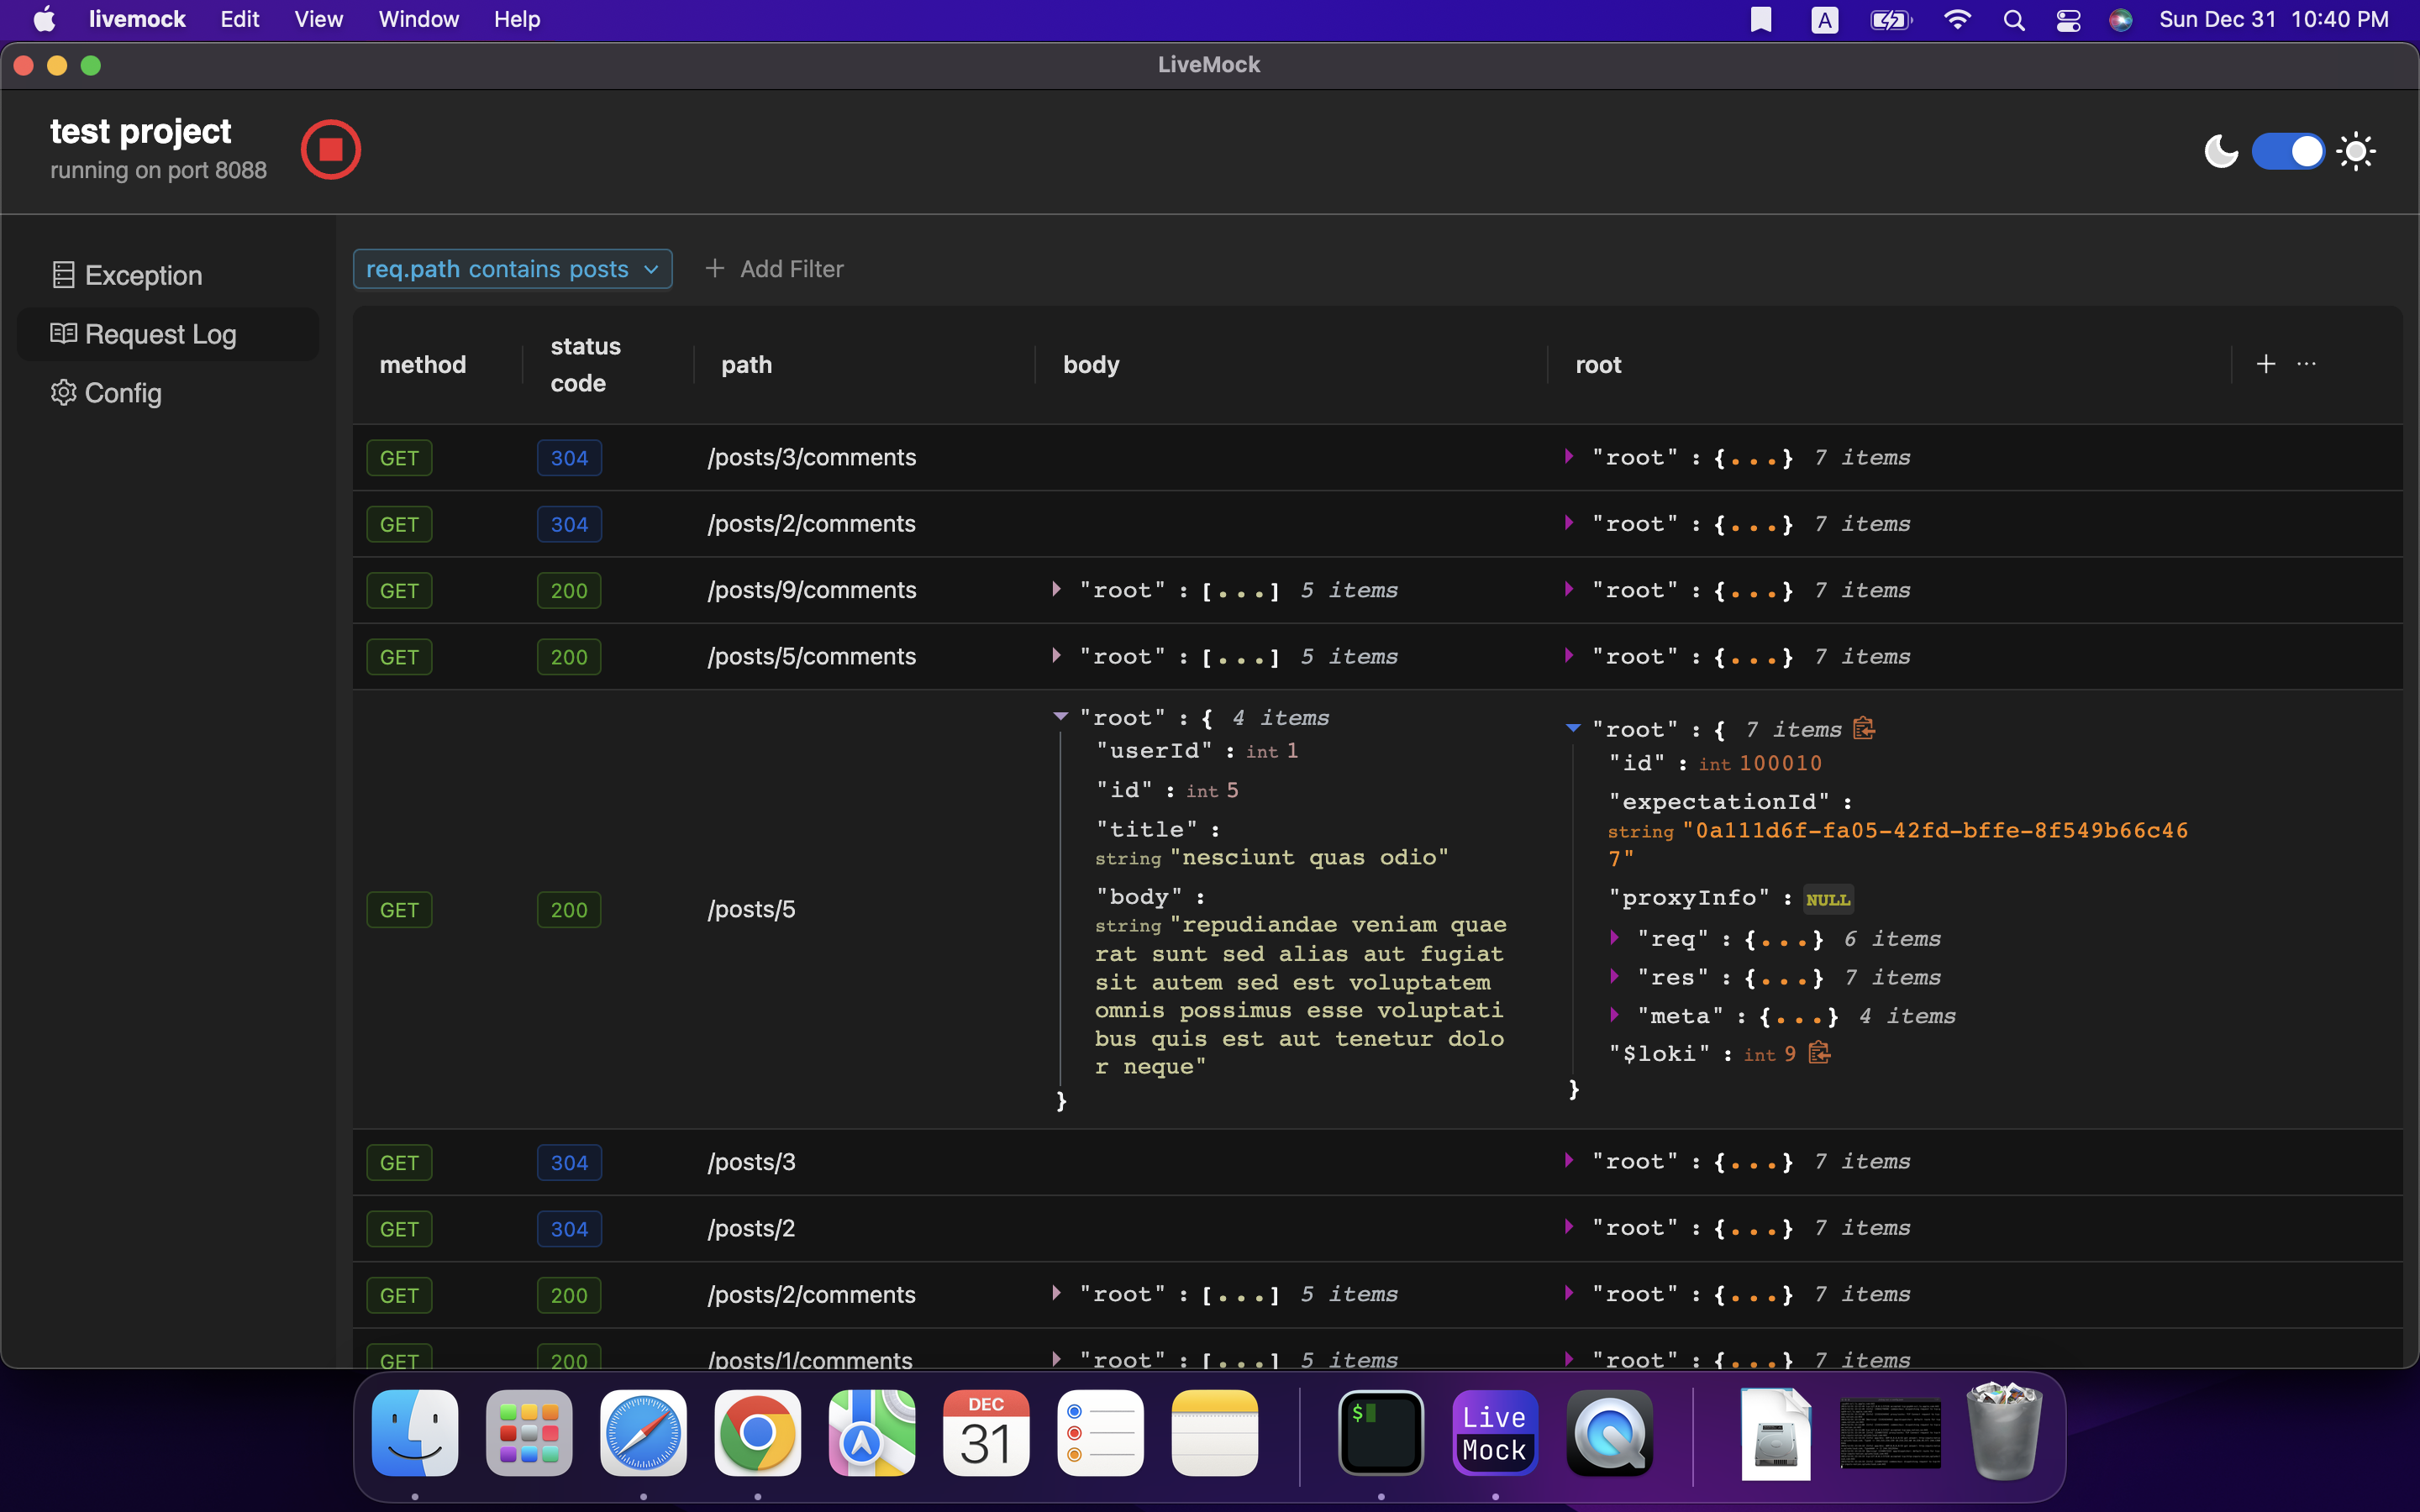 livemock Edit View Window Help
A Sun Dec 31 10:40 PM
LiveMock
test project
running on port 8088
Exception
Request Log
Config
req.path contains posts
Add Filter
method status code path body root
GET 304 /posts/3/comments "root" : {...} 7 items
GET 304 /posts/2/comments "root" : {...} 7 items
GET 200 /posts/9/comments "root" : [...] 5 items "root" : {...} 7 items
GET 200 /posts/5/comments "root" : [...] 5 items "root" : {...} 7 items
GET 200 /posts/5
"root" : { 4 items
"userId" : int 1
"id" : int 5
"title" :
string "nesciunt quas odio"
"body" :
string "repudiandae veniam quae
rat sunt sed alias aut fugiat
sit autem sed est voluptatem
omnis possimus esse voluptati
bus quis est aut tenetur dolo
r neque"
}
"root" : { 7 items
"id" : int 100010
"expectationId" :
string "0a111d6f-fa05-42fd-bffe-8f549b66c46
7"
"proxyInfo" : NULL
"req" : {...} 6 items
"res" : {...} 7 items
"meta" : {...} 4 items
"$loki" : int 9
}
GET 304 /posts/3 "root" : {...} 7 items
GET 304 /posts/2 "root" : {...} 7 items
GET 200 /posts/2/comments "root" : [...] 5 items "root" : {...} 7 items
GET 200 /posts/1/comments "root" : [...] 5 items "root" : {...} 7 items
DEC
31
$
Live
Mock